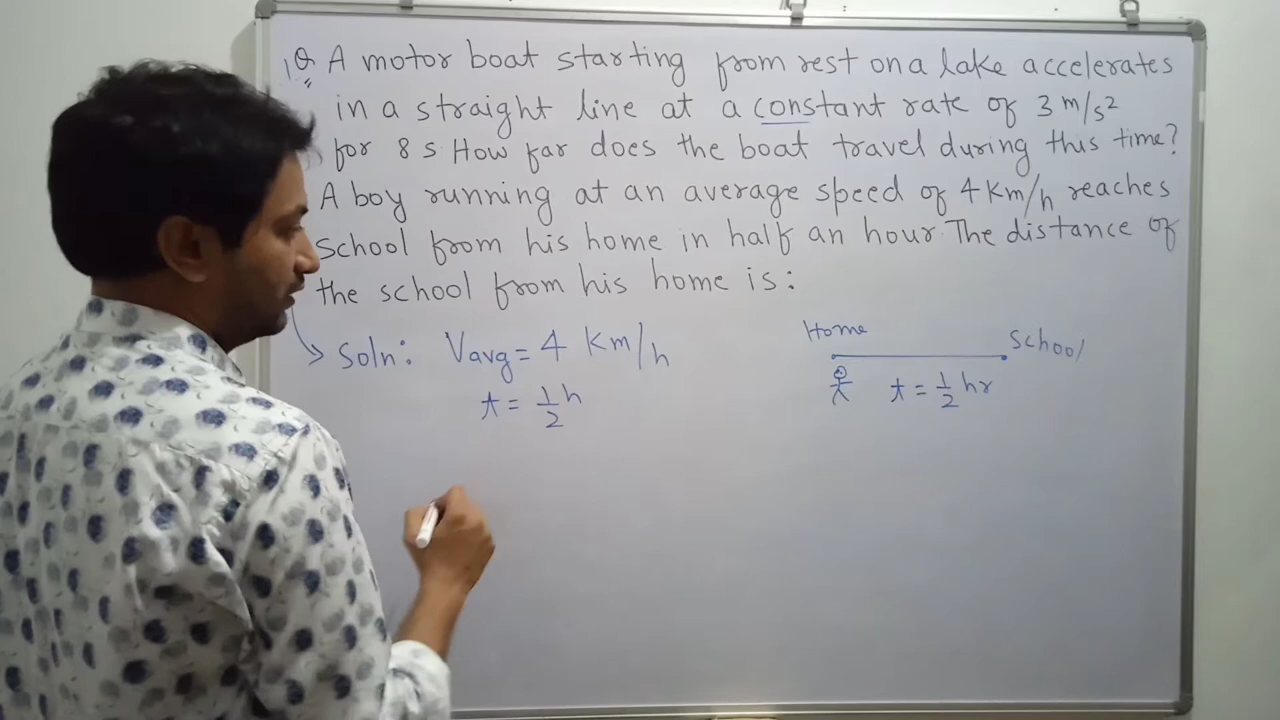 Q A motor boat starting from rest on a lake accelerates
in a straight line at a constant rate of 3 m/s²
for 8 s. How far does the boat travel during this time?
A boy running at an average speed of 4 Km/h reaches
school from his home in half an hour. The distance of
the school from his home is:
Soln: Vavg = 4 Km/h
t = 1/2 h
Home
School
t = 1/2 hr